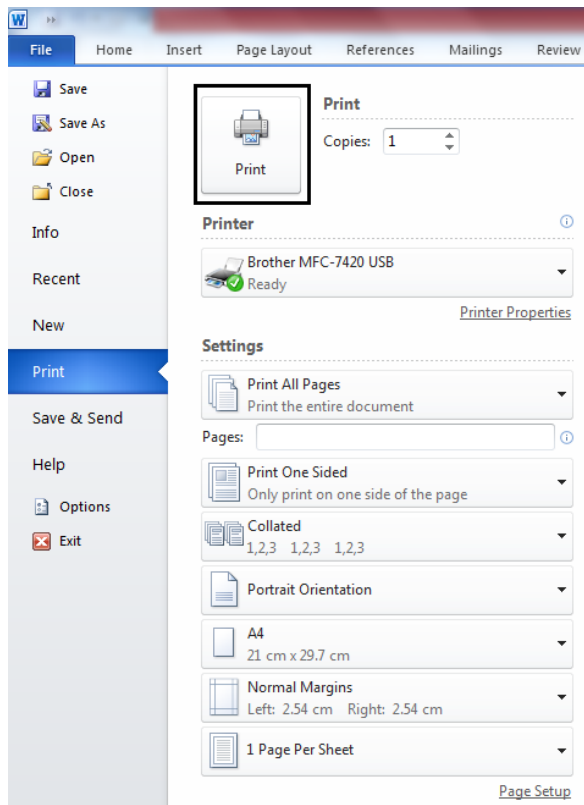 W
File Home Insert Page Layout References Mailings Review
Save
Save As
Open
Close
Info
Recent
New
Print
Save & Send
Help
Options
Exit
Print
Print
Copies: 1
Printer
Brother MFC-7420 USB
Ready
Printer Properties
Settings
Print All Pages
Print the entire document
Pages:
Print One Sided
Only print on one side of the page
Collated
1,2,3 1,2,3 1,2,3
Portrait Orientation
A4
21 cm x 29.7 cm
Normal Margins
Left: 2.54 cm Right: 2.54 cm
1 Page Per Sheet
Page Setup